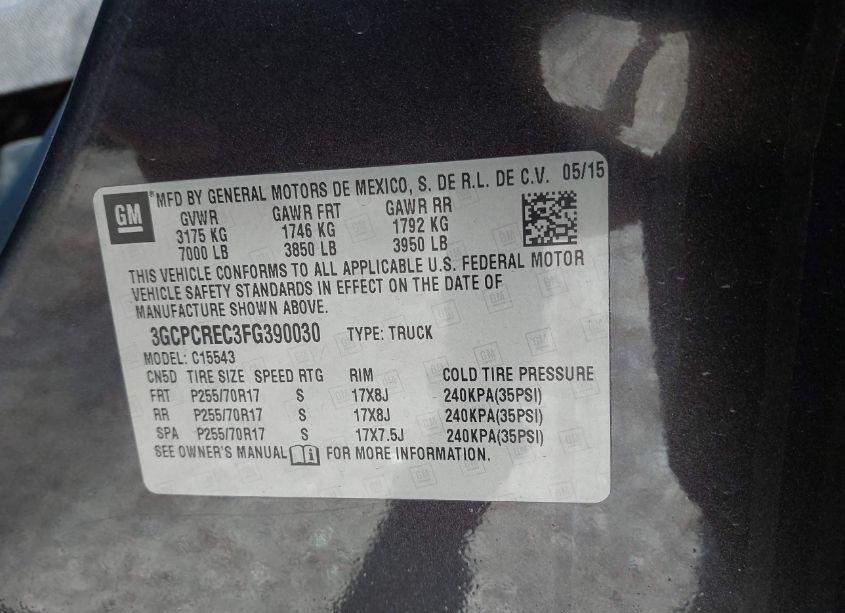 GM
®MFD BY GENERAL MOTORS DE MEXICO, S. DE R.L. DE C.V. 05/15
GVWR GAWR FRT GAWR RR
3175 KG 1746 KG 1792 KG
7000 LB 3850 LB 3950 LB
THIS VEHICLE CONFORMS TO ALL APPLICABLE U.S. FEDERAL MOTOR
VEHICLE SAFETY STANDARDS IN EFFECT ON THE DATE OF
MANUFACTURE SHOWN ABOVE.
3GCPCREC3FG390030 TYPE: TRUCK
MODEL: C15543
CN5D TIRE SIZE SPEED RTG RIM COLD TIRE PRESSURE
FRT P255/70R17 S 17X8J 240KPA(35PSI)
RR P255/70R17 S 17X8J 240KPA(35PSI)
SPA P255/70R17 S 17X7.5J 240KPA(35PSI)
SEE OWNER'S MANUAL FOR MORE INFORMATION.